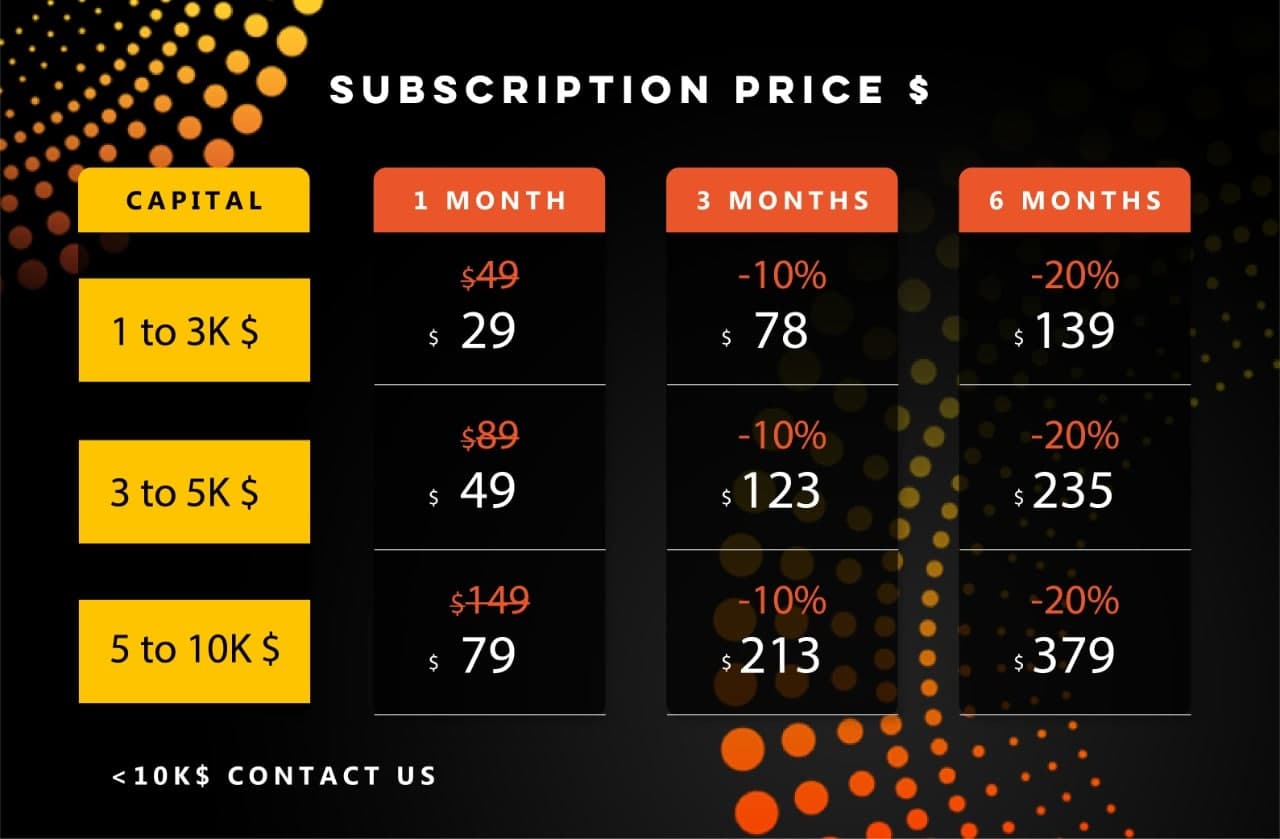 SUBSCRIPTION PRICE $
CAPITAL 1 MONTH 3 MONTHS 6 MONTHS
$49 -10% -20%
1 to 3K $ $ 29 $ 78 $ 139
$89 -10% -20%
3 to 5K $ $ 49 $ 123 $ 235
$149 -10% -20%
5 to 10K $ $ 79 $ 213 $ 379
<10K$ CONTACT US